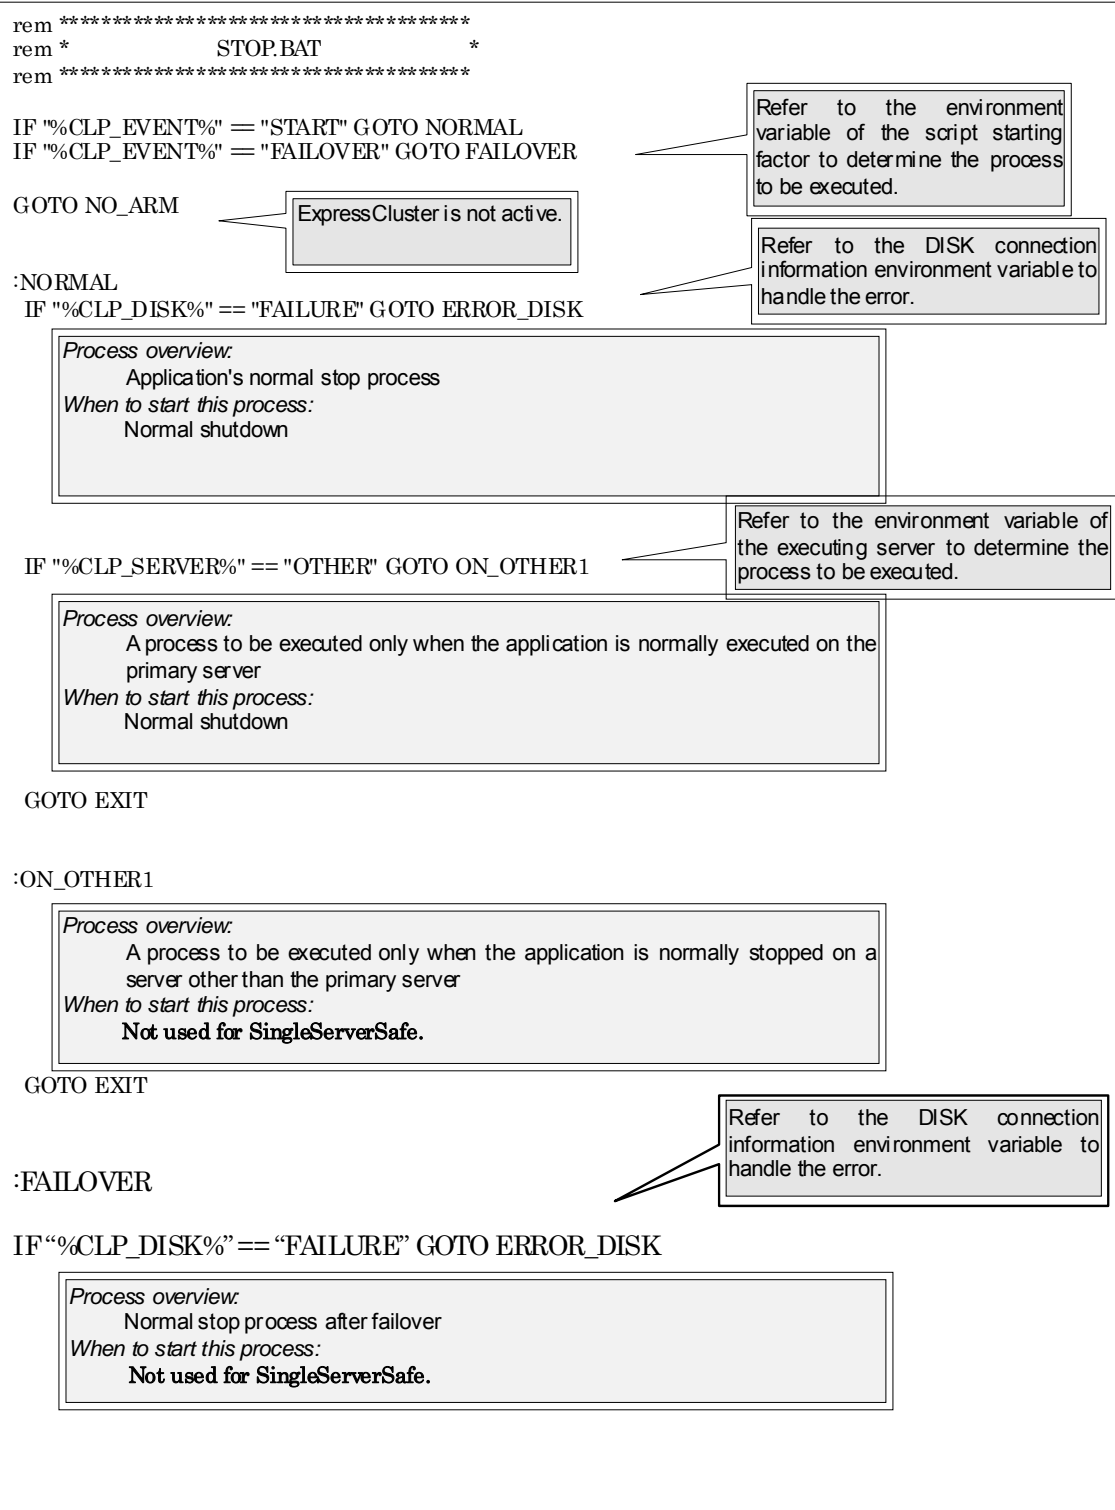 rem ****************************************
rem *                STOP.BAT                *
rem ****************************************
IF "%CLP_EVENT%" == "START" GOTO NORMAL
IF "%CLP_EVENT%" == "FAILOVER" GOTO FAILOVER
Refer to the environment
variable of the script starting
factor to determine the process
to be executed.
GOTO NO_ARM
ExpressCluster is not active.
Refer to the DISK connection
information environment variable to
handle the error.
:NORMAL
IF "%CLP_DISK%" == "FAILURE" GOTO ERROR_DISK
Process overview:
Application's normal stop process
When to start this process:
Normal shutdown
Refer to the environment variable of
the executing server to determine the
process to be executed.
IF "%CLP_SERVER%" == "OTHER" GOTO ON_OTHER1
Process overview:
A process to be executed only when the application is normally executed on the
primary server
When to start this process:
Normal shutdown
GOTO EXIT
:ON_OTHER1
Process overview:
A process to be executed only when the application is normally stopped on a
server other than the primary server
When to start this process:
Not used for SingleServerSafe.
GOTO EXIT
Refer to the DISK connection
information environment variable to
handle the error.
:FAILOVER
IF “%CLP_DISK%” == “FAILURE” GOTO ERROR_DISK
Process overview:
Normal stop process after failover
When to start this process:
Not used for SingleServerSafe.